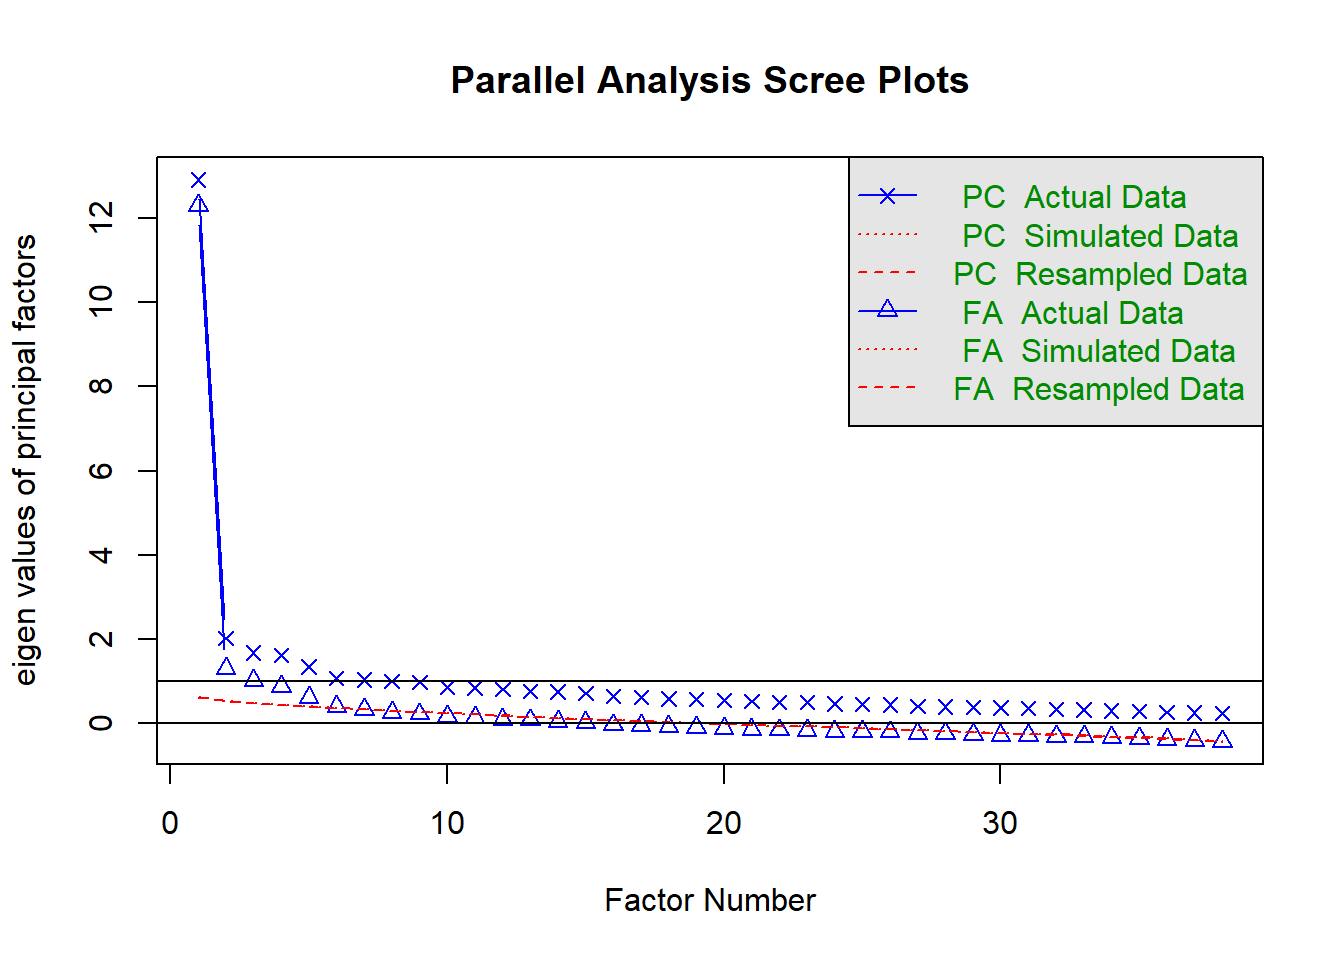 Parallel Analysis Scree Plots
eigen values of principal factors
12
10
8
6
4
2
0
PC Actual Data
PC Simulated Data
PC Resampled Data
FA Actual Data
FA Simulated Data
FA Resampled Data
0 10 20 30
Factor Number